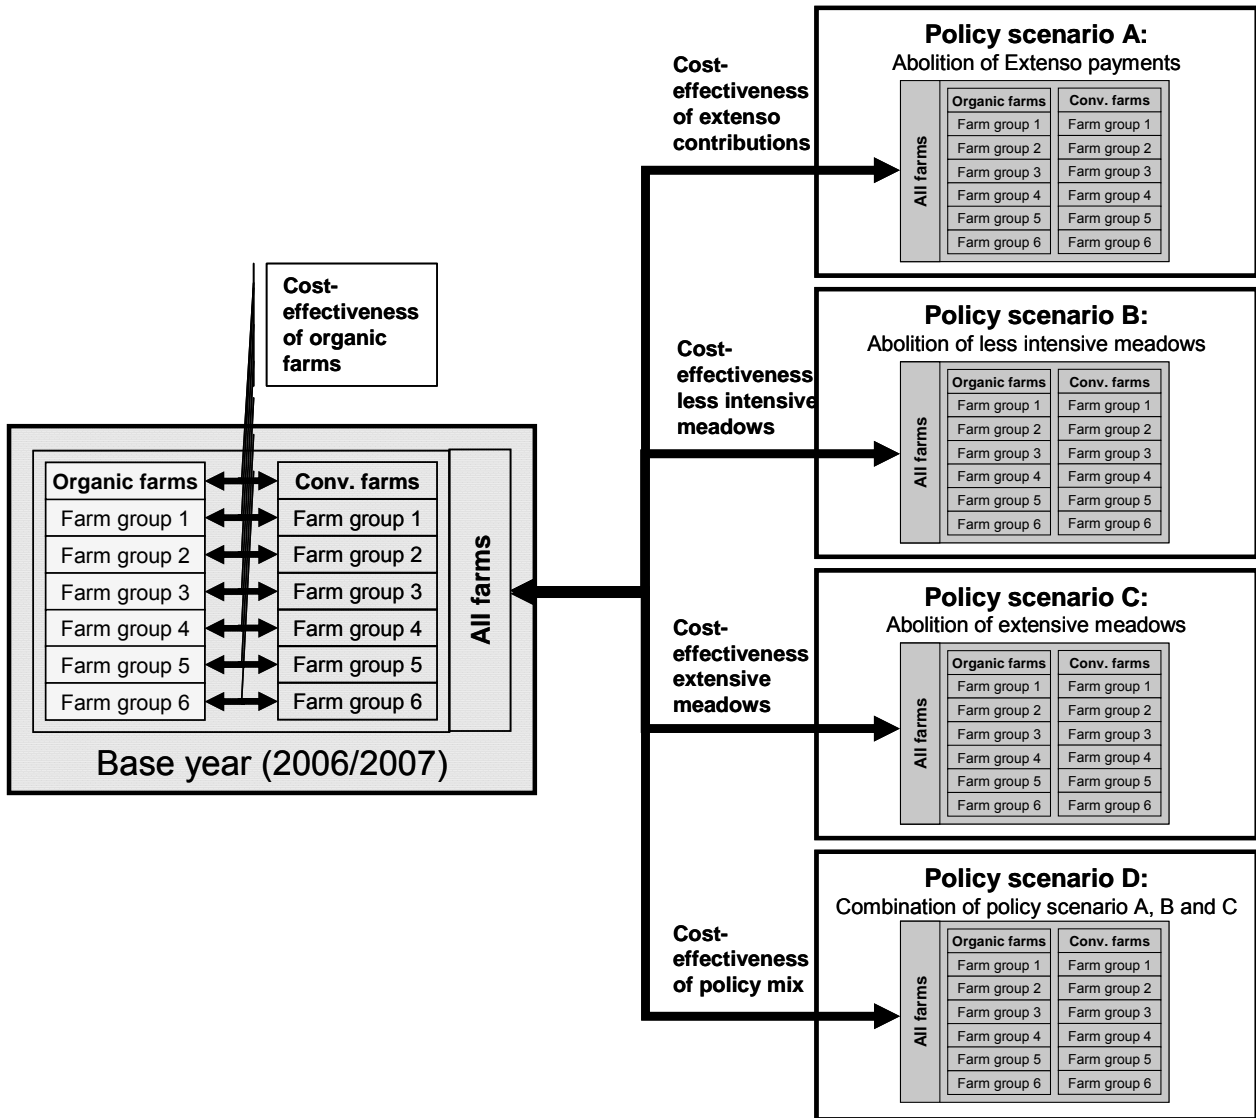 Cost-
effectiveness
of organic
farms
Organic farms
Conv. farms
Farm group 1
Farm group 1
Farm group 2
Farm group 2
Farm group 3
Farm group 3
Farm group 4
Farm group 4
Farm group 5
Farm group 5
Farm group 6
Farm group 6
All farms
Base year (2006/2007)
Cost-
effectiveness
of extenso
contributions
Policy scenario A:
Abolition of Extenso payments
All farms
Organic farms
Conv. farms
Farm group 1
Farm group 1
Farm group 2
Farm group 2
Farm group 3
Farm group 3
Farm group 4
Farm group 4
Farm group 5
Farm group 5
Farm group 6
Farm group 6
Cost-
effectiveness
less intensive
meadows
Policy scenario B:
Abolition of less intensive meadows
All farms
Organic farms
Conv. farms
Farm group 1
Farm group 1
Farm group 2
Farm group 2
Farm group 3
Farm group 3
Farm group 4
Farm group 4
Farm group 5
Farm group 5
Farm group 6
Farm group 6
Cost-
effectiveness
extensive
meadows
Policy scenario C:
Abolition of extensive meadows
All farms
Organic farms
Conv. farms
Farm group 1
Farm group 1
Farm group 2
Farm group 2
Farm group 3
Farm group 3
Farm group 4
Farm group 4
Farm group 5
Farm group 5
Farm group 6
Farm group 6
Cost-
effectiveness
of policy mix
Policy scenario D:
Combination of policy scenario A, B and C
All farms
Organic farms
Conv. farms
Farm group 1
Farm group 1
Farm group 2
Farm group 2
Farm group 3
Farm group 3
Farm group 4
Farm group 4
Farm group 5
Farm group 5
Farm group 6
Farm group 6